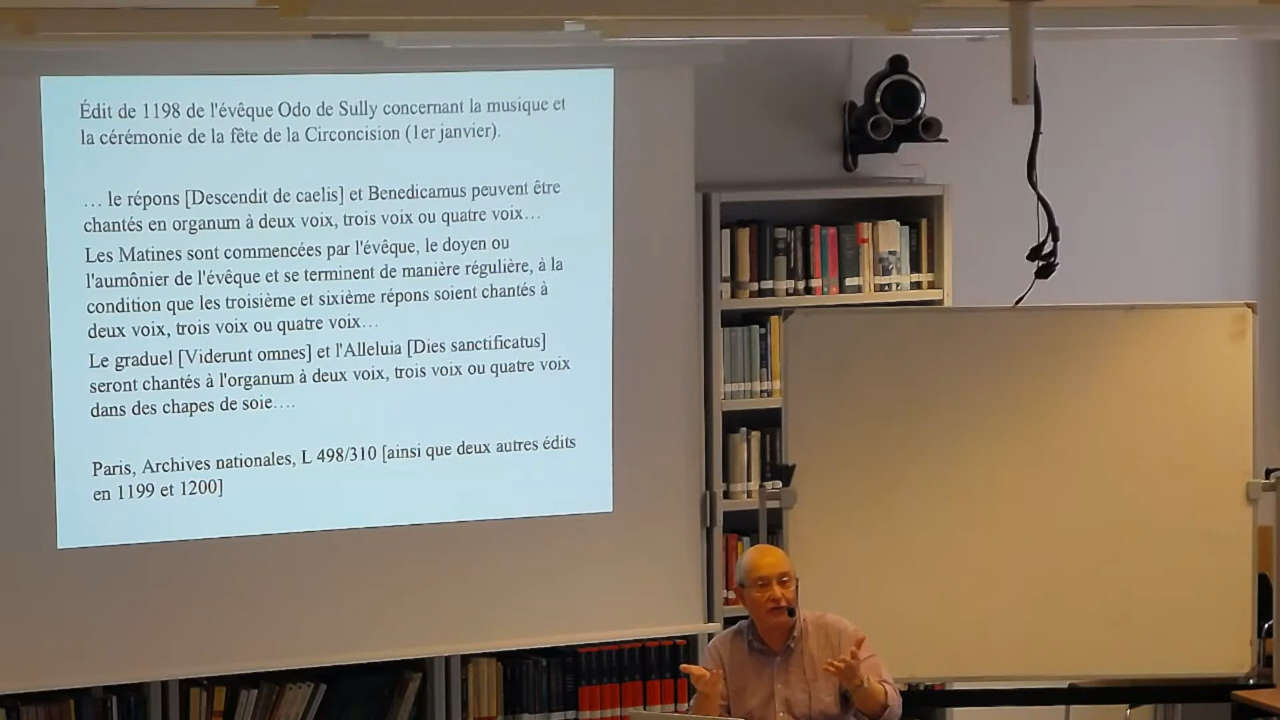 Édit de 1198 de l'évêque Odo de Sully concernant la musique et
la cérémonie de la fête de la Circoncision (1er janvier).
… le répons [Descendit de caelis] et Benedicamus peuvent être
chantés en organum à deux voix, trois voix ou quatre voix…
Les Matines sont commencées par l'évêque, le doyen ou
l'aumônier de l'évêque et se terminent de manière régulière, à la
condition que les troisième et sixième répons soient chantés à
deux voix, trois voix ou quatre voix…
Le graduel [Viderunt omnes] et l'Alleluia [Dies sanctificatus]
seront chantés à l'organum à deux voix, trois voix ou quatre voix
dans des chapes de soie….
Paris, Archives nationales, L 498/310 [ainsi que deux autres édits
en 1199 et 1200]